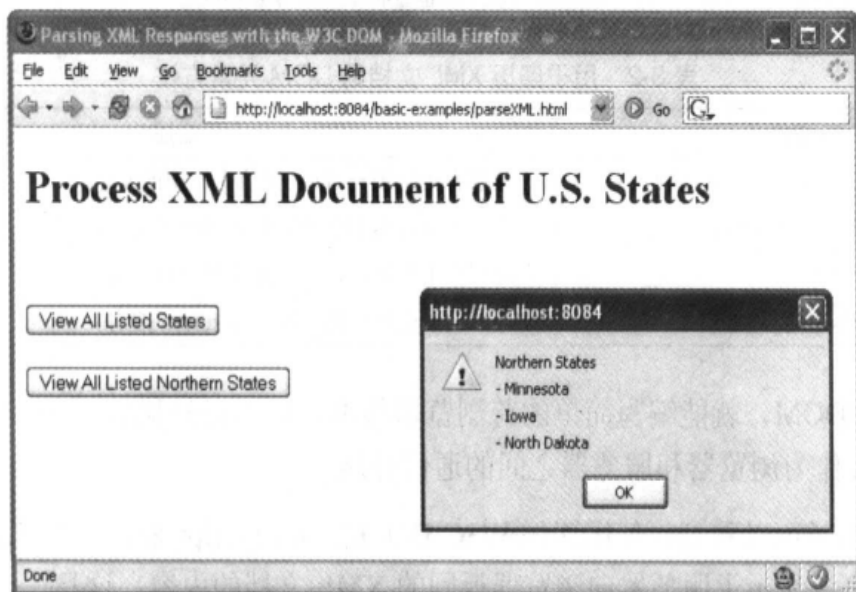 Parsing XML Responses with the W3C DOM - Mozilla Firefox
File Edit View Go Bookmarks Tools Help
http://localhost:8084/basic-examples/parseXML.html Go G
Process XML Document of U.S. States
View All Listed States
View All Listed Northern States
http://localhost:8084
Northern States
- Minnesota
- Iowa
- North Dakota
OK
Done